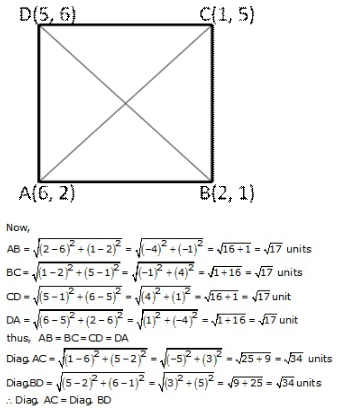 D(5, 6) C(1, 5)
A(6, 2) B(2, 1)
Now,
AB = √((2−6)² + (1−2)²) = √((−4)² + (−1)²) = √(16+1) = √17 units
BC = √((1−2)² + (5−1)²) = √((−1)² + (4)²) = √(1+16) = √17 units
CD = √((5−1)² + (6−5)²) = √((4)² + (1)²) = √(16+1) = √17 unit
DA = √((6−5)² + (2−6)²) = √((1)² + (−4)²) = √(1+16) = √17 unit
thus, AB = BC = CD = DA
Diag. AC = √((1−6)² + (5−2)²) = √((−5)² + (3)²) = √(25+9) = √34 units
Diag.BD = √((5−2)² + (6−1)²) = √((3)² + (5)²) = √(9+25) = √34 units
∴ Diag. AC = Diag. BD